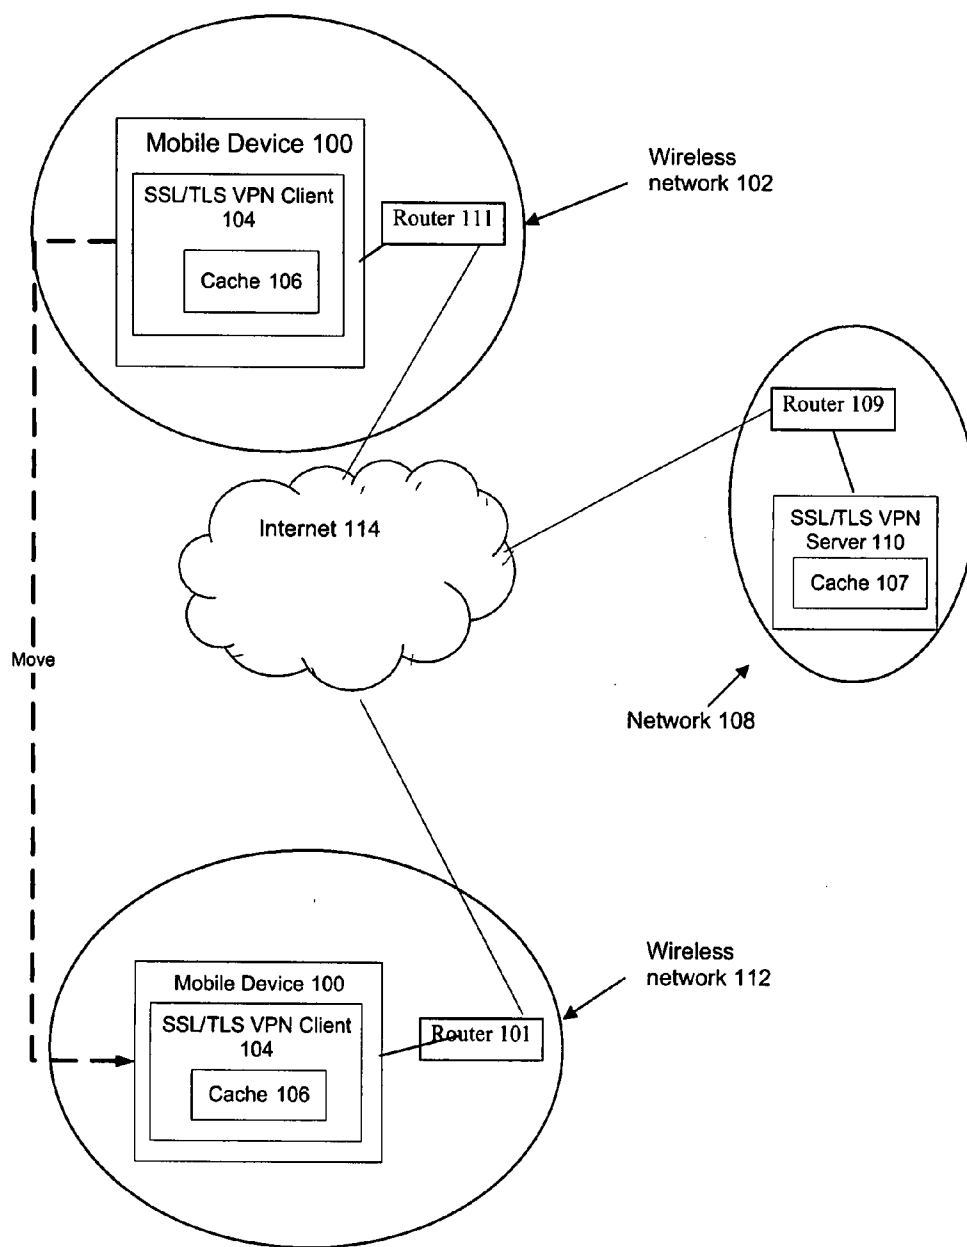 Mobile Device 100
SSL/TLS VPN Client
104
Cache 106
Router 111
Wireless
network 102
Router 109
SSL/TLS VPN
Server 110
Cache 107
Internet 114
Move
Network 108
Wireless
network 112
Mobile Device 100
SSL/TLS VPN Client
104
Cache 106
Router 101